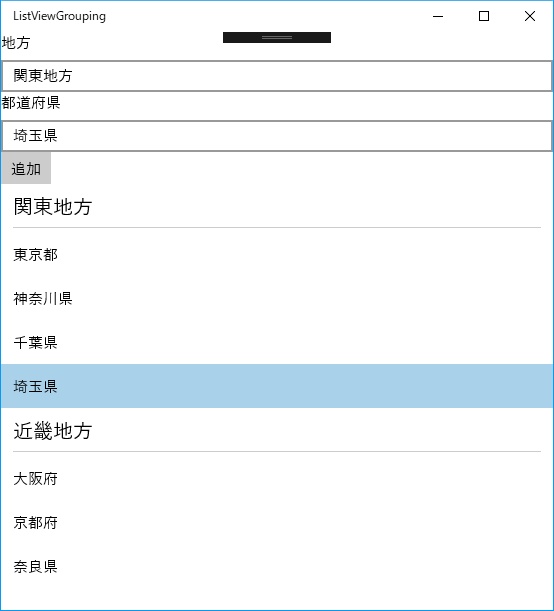 ListViewGrouping
地方
関東地方
都道府県
埼玉県
追加
関東地方
東京都
神奈川県
千葉県
埼玉県
近畿地方
大阪府
京都府
奈良県